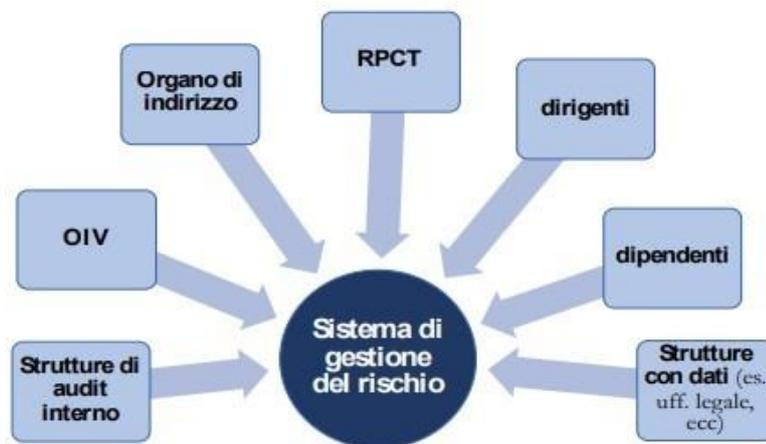 RPCT
Organo di
indirizzo
dirigenti
OIV
dipendenti
Sistema di
gestione
del rischio
Strutture di
audit
interno
Strutture
con dati (es.
uff. legale,
ecc)